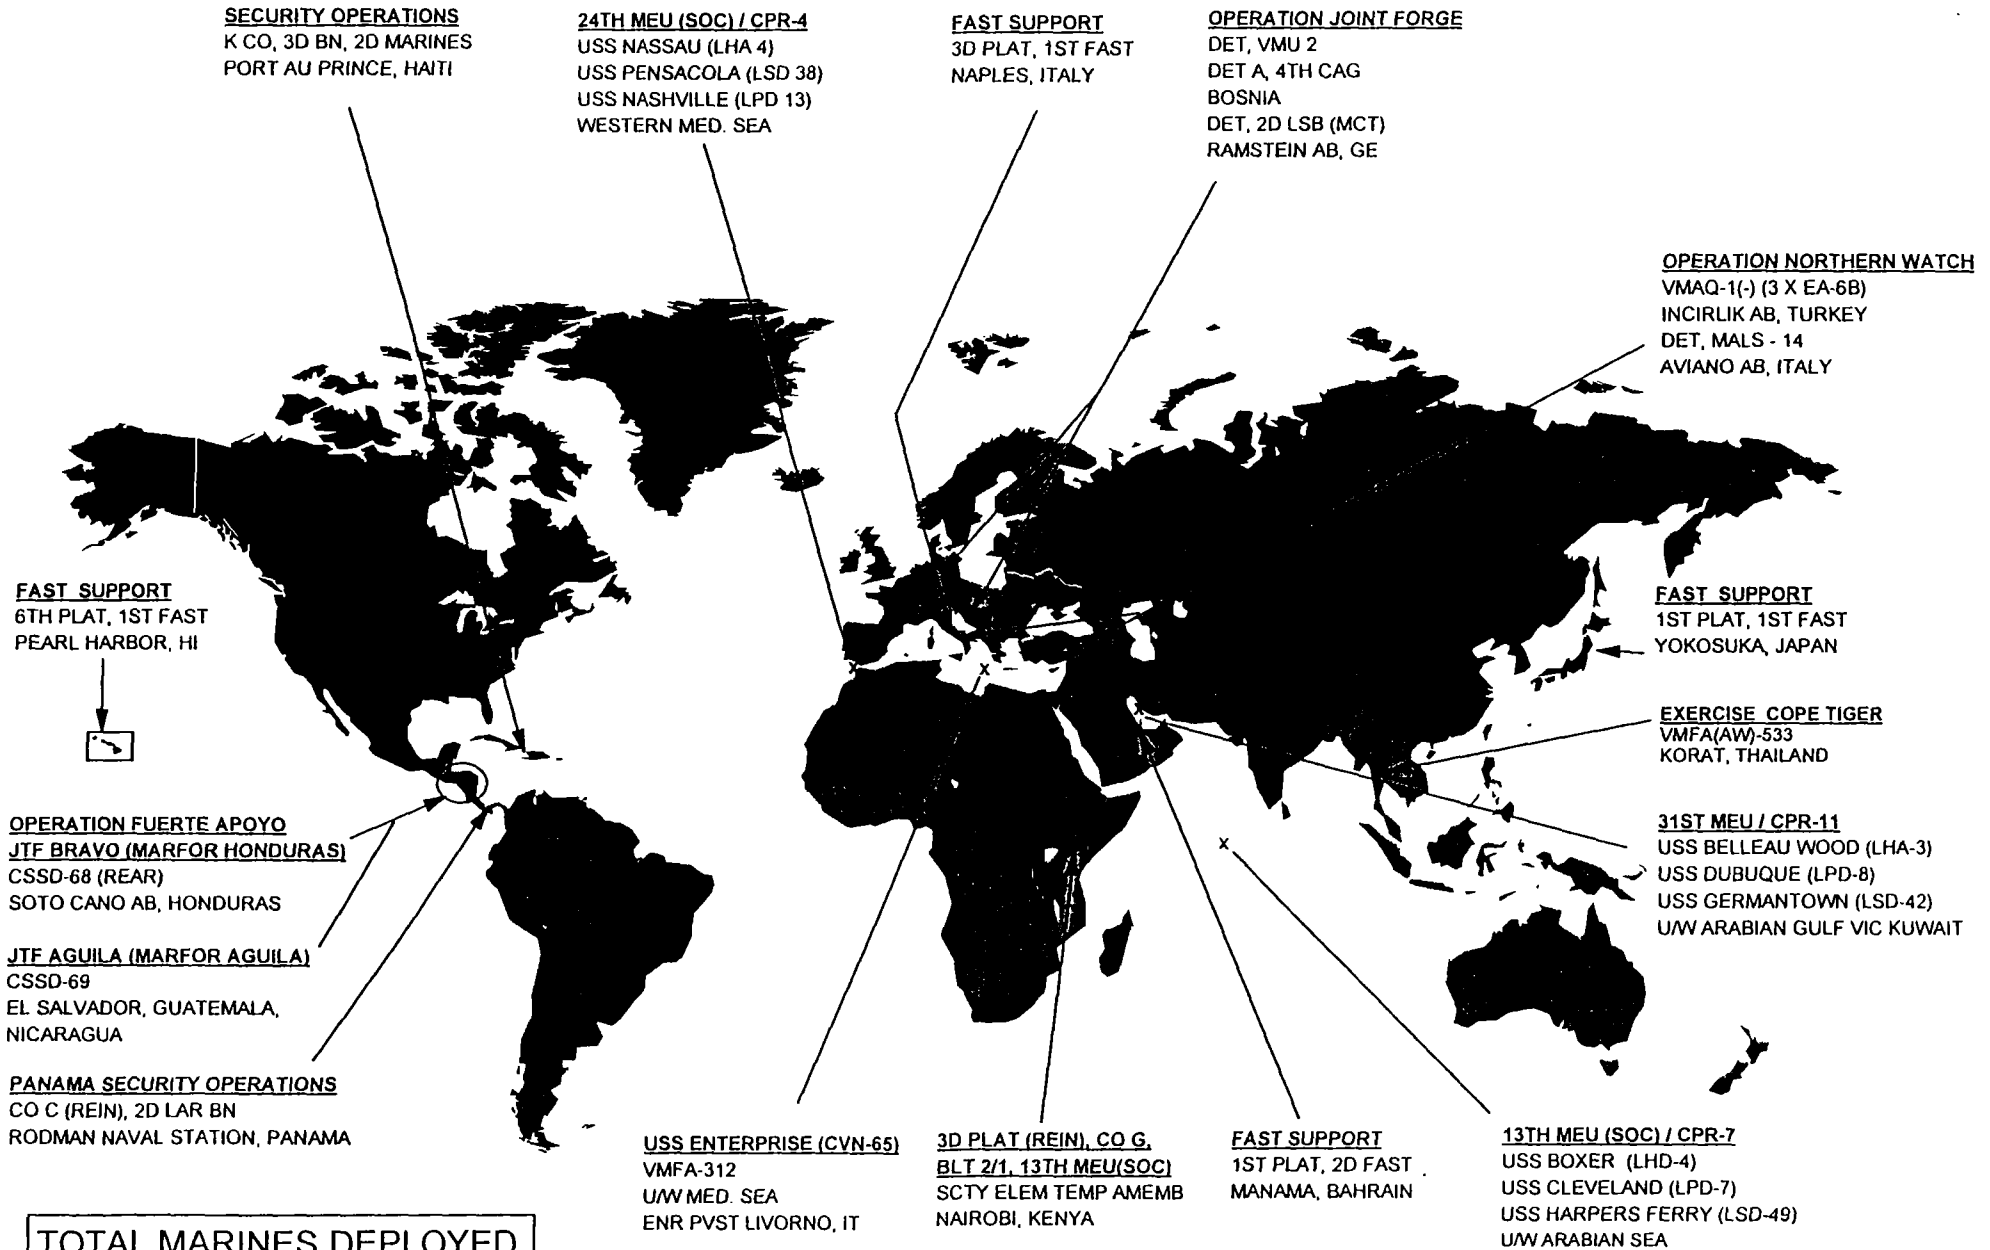 SECURITY OPERATIONS
K CO, 3D BN, 2D MARINES
PORT AU PRINCE, HAITI
24TH MEU (SOC) / CPR-4
USS NASSAU (LHA 4)
USS PENSACOLA (LSD 38)
USS NASHVILLE (LPD 13)
WESTERN MED. SEA
FAST SUPPORT
3D PLAT, 1ST FAST
NAPLES, ITALY
OPERATION JOINT FORGE
DET, VMU 2
DET A, 4TH CAG
BOSNIA
DET, 2D LSB (MCT)
RAMSTEIN AB, GE
OPERATION NORTHERN WATCH
VMAQ-1(-) (3 X EA-6B)
INCIRLIK AB, TURKEY
DET, MALS - 14
AVIANO AB, ITALY
FAST SUPPORT
6TH PLAT, 1ST FAST
PEARL HARBOR, HI
FAST SUPPORT
1ST PLAT, 1ST FAST
YOKOSUKA, JAPAN
X
X
X
X
EXERCISE COPE TIGER
VMFA(AW)-533
KORAT, THAILAND
OPERATION FUERTE APOYO
JTF BRAVO (MARFOR HONDURAS)
CSSD-68 (REAR)
SOTO CANO AB, HONDURAS
31ST MEU / CPR-11
USS BELLEAU WOOD (LHA-3)
USS DUBUQUE (LPD-8)
USS GERMANTOWN (LSD-42)
U/W ARABIAN GULF VIC KUWAIT
JTF AGUILA (MARFOR AGUILA)
CSSD-69
EL SALVADOR, GUATEMALA,
NICARAGUA
PANAMA SECURITY OPERATIONS
CO C (REIN), 2D LAR BN
RODMAN NAVAL STATION, PANAMA
USS ENTERPRISE (CVN-65)
VMFA-312
U/W MED. SEA
ENR PVST LIVORNO, IT
3D PLAT (REIN), CO G,
BLT 2/1, 13TH MEU(SOC)
SCTY ELEM TEMP AMEMB
NAIROBI, KENYA
FAST SUPPORT
1ST PLAT, 2D FAST
MANAMA, BAHRAIN
13TH MEU (SOC) / CPR-7
USS BOXER (LHD-4)
USS CLEVELAND (LPD-7)
USS HARPERS FERRY (LSD-49)
U/W ARABIAN SEA
TOTAL MARINES DEPLOYED